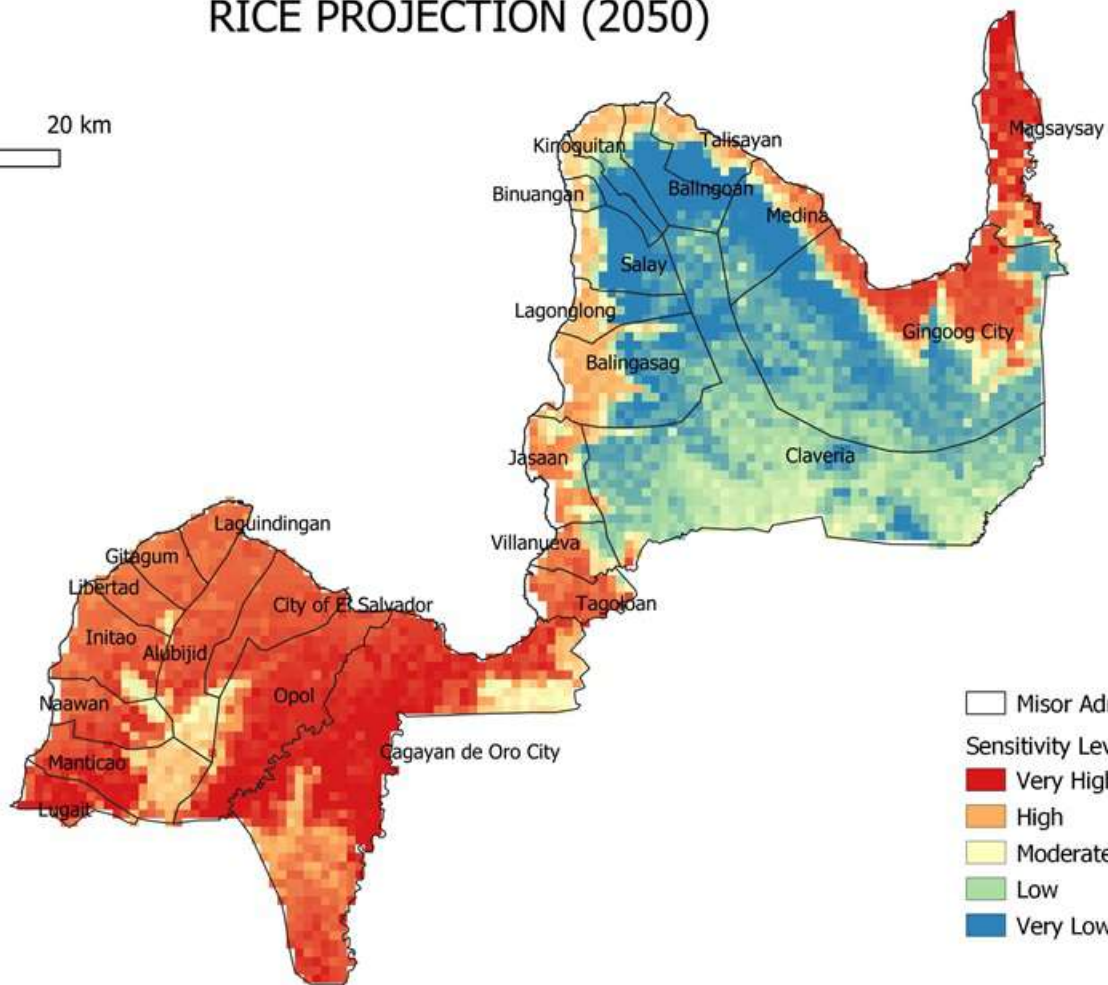 RICE PROJECTION (2050)
20 km
Magsaysay
Kinoguitan
Talisayan
Binuangan
Balingoan
Medina
Salay
Lagonglong
Gingoog City
Balingasag
Jasaan
Claveria
Laguindingan
Villanueva
Gitagum
Libertad
City of El Salvador
Tagoloan
Initao
Alubijid
Naawan
Opol
Misor Ad
Sensitivity Lev
Cagayan de Oro City
Manticao
Very High
Lugait
High
Moderate
Low
Very Low